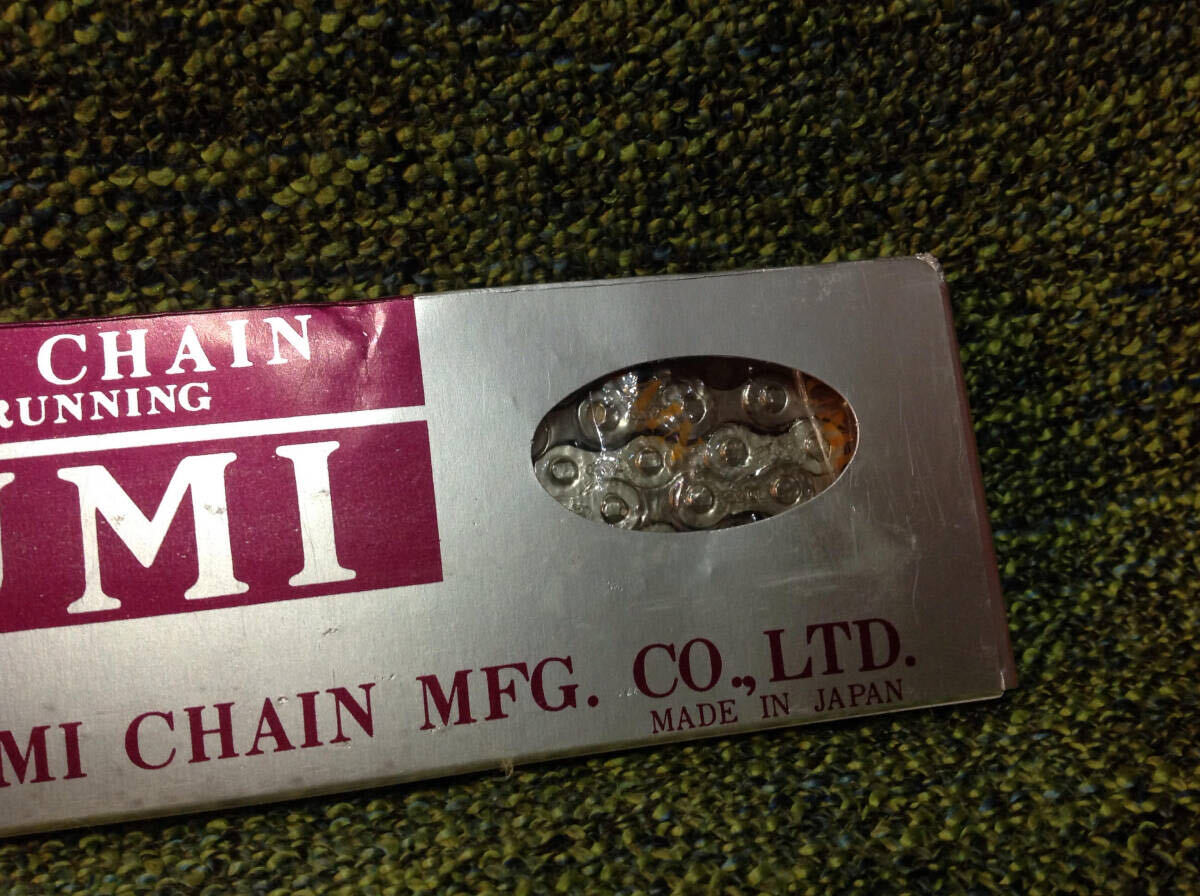 CHAIN
RUNNING
UMI
MI CHAIN MFG. CO., LTD.
MADE IN JAPAN